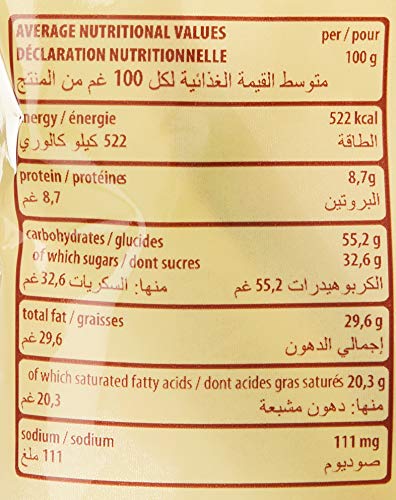 AVERAGE NUTRITIONAL VALUES per / pour
DÉCLARATION NUTRITIONNELLE 100 g
متوسط القيمة الغذائية لكل 100 غم من المنتج
energy / énergie 522 kcal
الطاقة 522 كيلو كالوري
protein / protéines 8,7g
البروتين 8,7 غم
carbohydrates / glucides 55,2 g
of which sugars / dont sucres 32,6 g
الكربوهيدرات 55,2 غم منها: السكريات 32,6 غم
total fat / graisses 29,6 g
إجمالي الدهون 29,6 غم
of which saturated fatty acids / dont acides gras saturés 20,3 g
منها: دهون مشبعة 20,3 غم
sodium / sodium 111 mg
صوديوم 111 ملغ